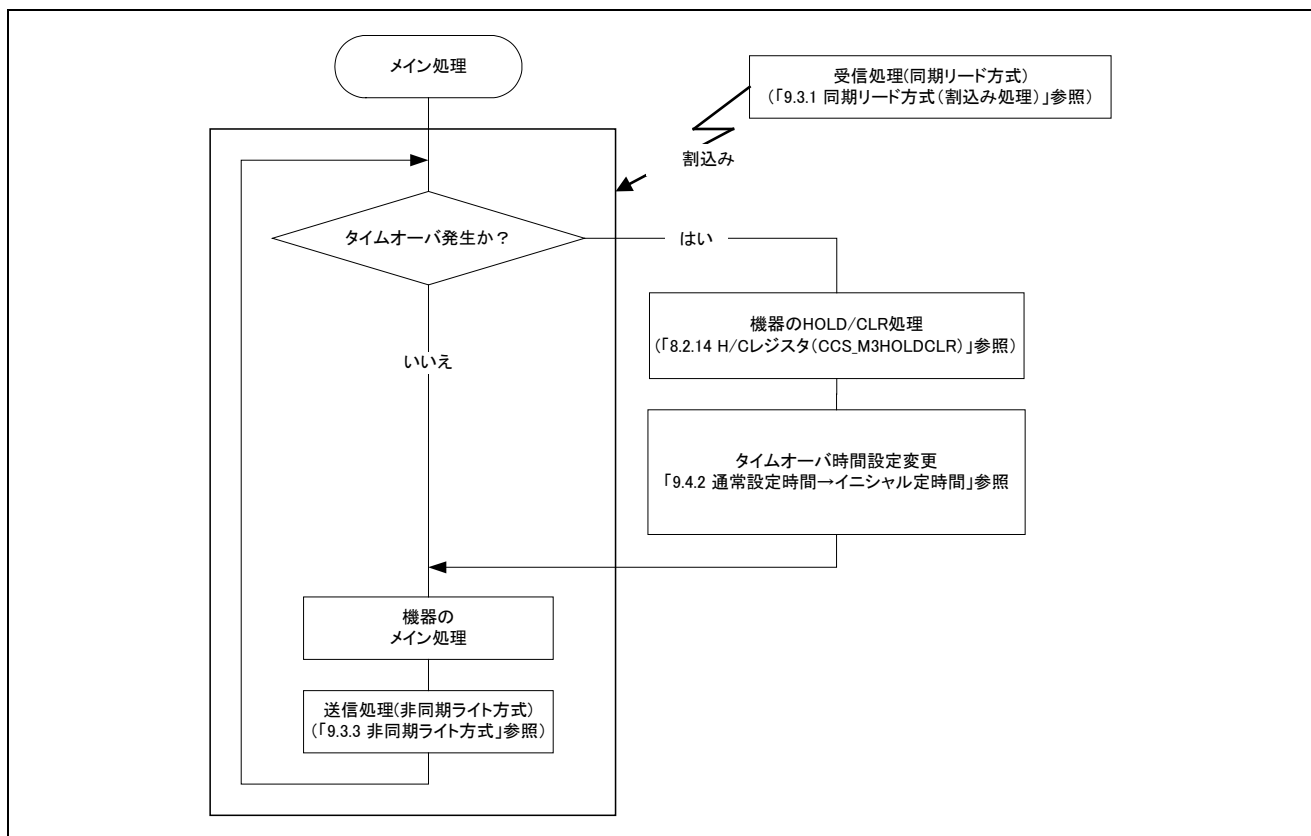 メイン処理
受信処理(同期リード方式)
(「9.3.1 同期リード方式(割込み処理)」参照)
割込み
タイムオーバ発生か？
はい
機器のHOLD/CLR処理
(「8.2.14 H/Cレジスタ(CCS_M3HOLDCLR)」参照)
いいえ
タイムオーバ時間設定変更
「9.4.2 通常設定時間→イニシャル定時間」参照
機器の
メイン処理
送信処理(非同期ライト方式)
(「9.3.3 非同期ライト方式」参照)